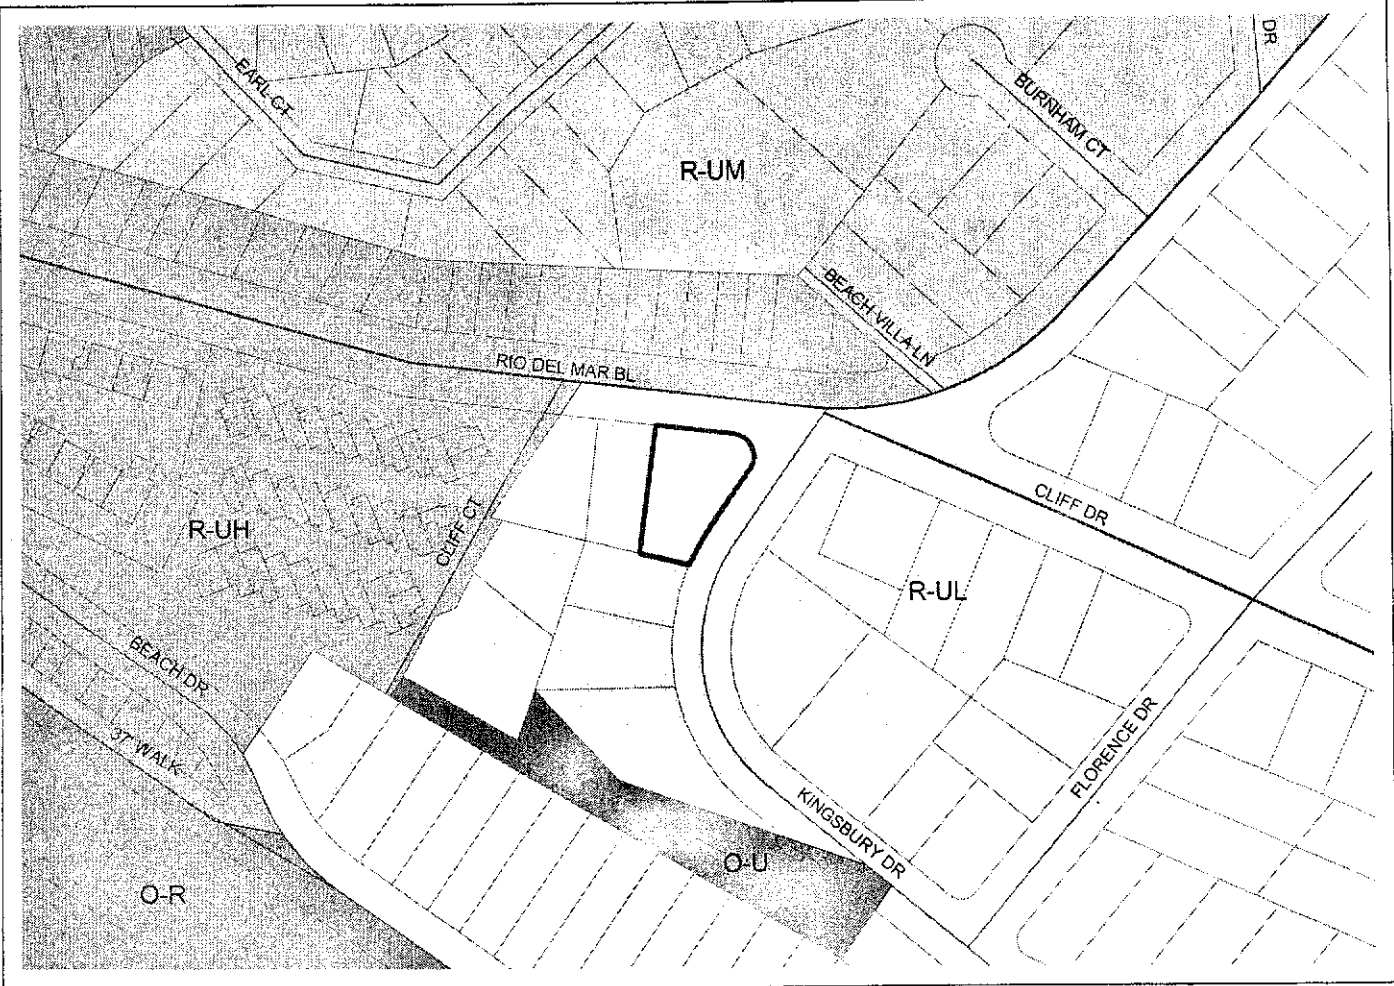 DR
EARL CT
BURNHAM CT
R-UM
BEACH VILLA LN
RIO DEL MAR BL
CLIFF DR
R-UH
CLIFF CT
R-UL
BEACH DR
FLORENCE DR
37' WALK
KINGSBURY DR
O-U
O-R